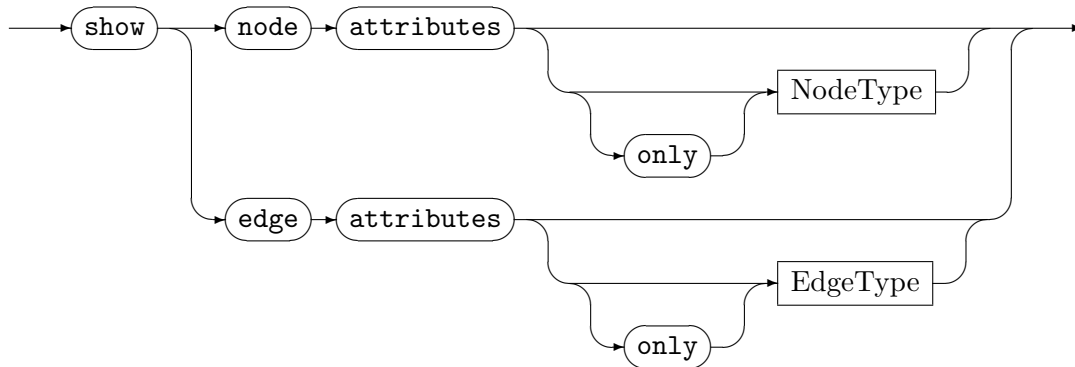 show node attributes
NodeType
only
edge attributes
EdgeType
only